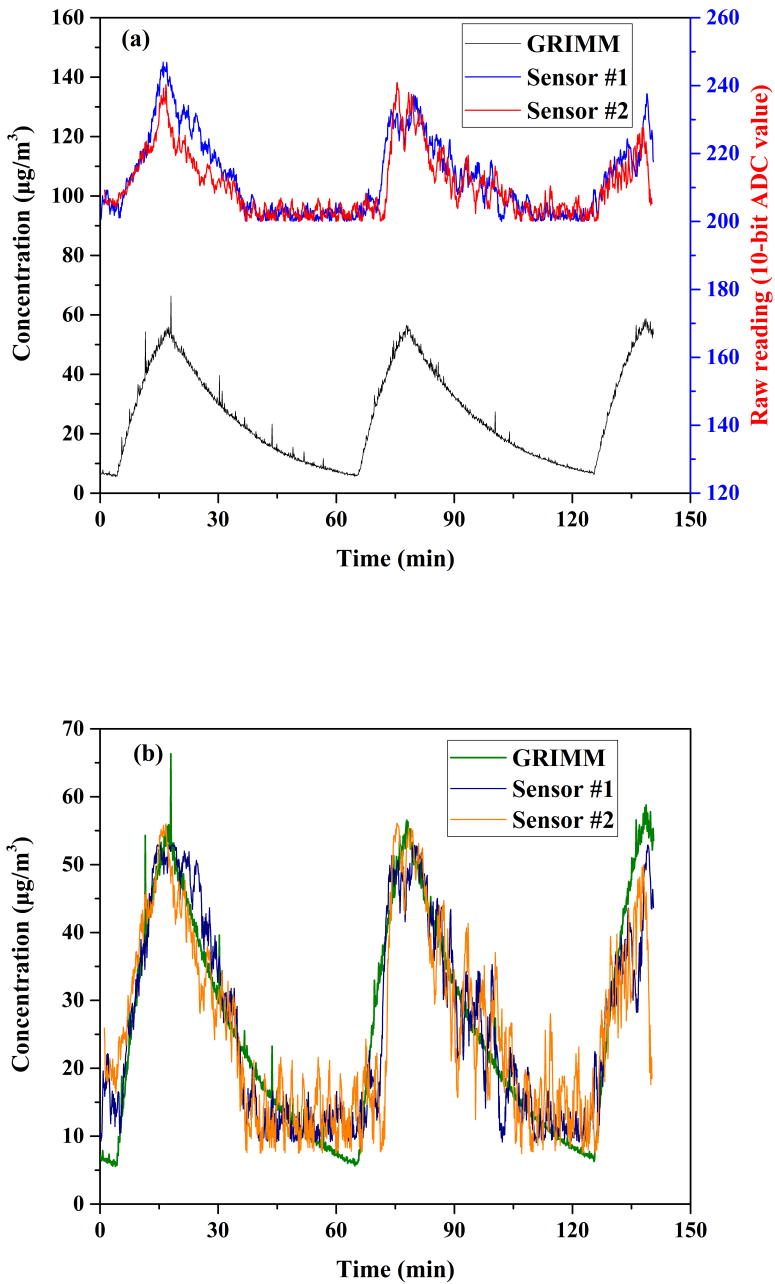 (a)
GRIMM
Sensor #1
Sensor #2
160
140
120
100
80
60
40
20
0
260
240
220
200
180
160
140
120
0
30
60
90
120
150
Concentration (µg/m³)
Raw reading (10-bit ADC value)
Time (min)
(b)
GRIMM
Sensor #1
Sensor #2
70
60
50
40
30
20
10
0
0
30
60
90
120
150
Concentration (µg/m³)
Time (min)